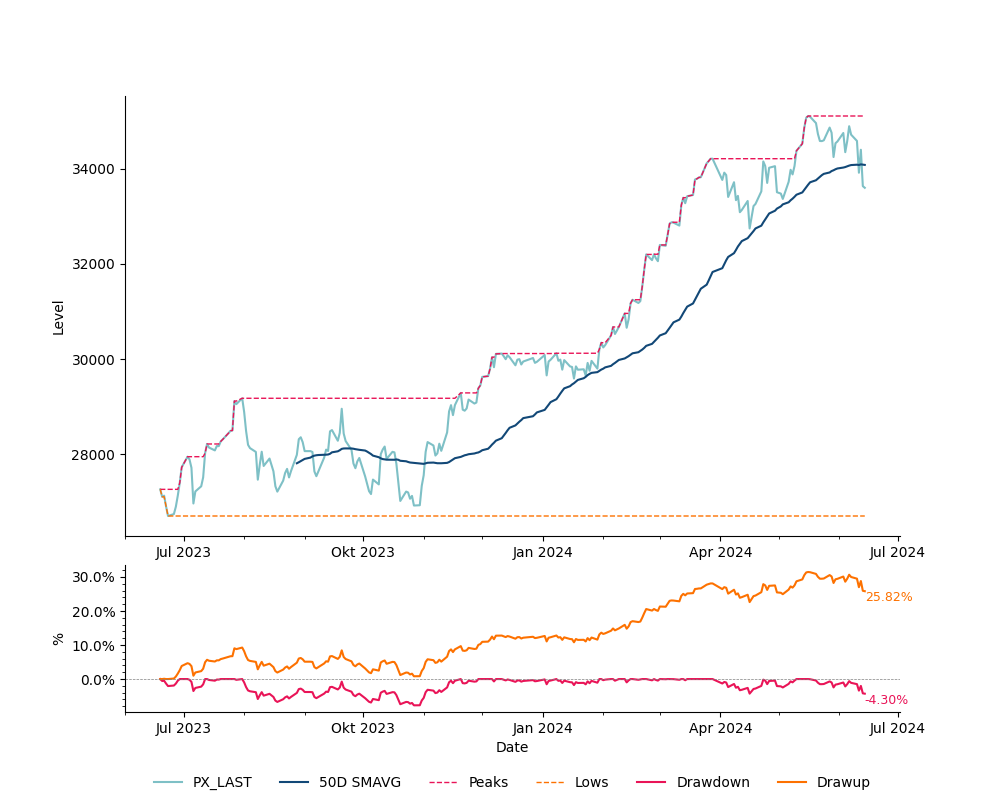 34000
32000
Level
30000
28000
Jul 2023 Okt 2023 Jan 2024 Apr 2024 Jul 2024
30.0%
20.0%
10.0%
0.0%
%
25.82%
-4.30%
Jul 2023 Okt 2023 Jan 2024 Apr 2024 Jul 2024
Date
PX_LAST 50D SMAVG Peaks Lows Drawdown Drawup